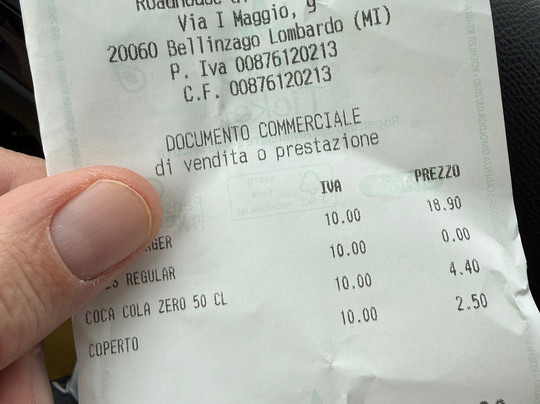 Via I Maggio, 9
20060 Bellinzago Lombardo (MI)
P. Iva 00876120213
C.F. 00876120213
DOCUMENTO COMMERCIALE
di vendita o prestazione
IVA PREZZO
10.00 18.90
10.00 0.00
REGULAR 10.00 4.40
COCA COLA ZERO 50 CL 10.00 2.50
COPERTO